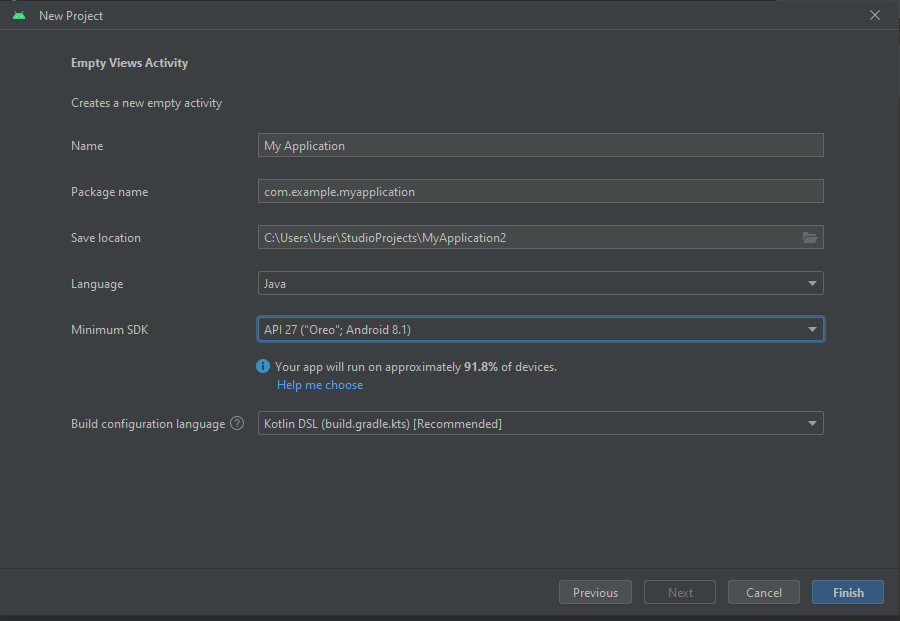 New Project
Empty Views Activity
Creates a new empty activity
Name My Application
Package name com.example.myapplication
Save location C:\Users\User\StudioProjects\MyApplication2
Language Java
Minimum SDK API 27 ("Oreo"; Android 8.1)
Your app will run on approximately 91.8% of devices.
Help me choose
Build configuration language ? Kotlin DSL (build.gradle.kts) [Recommended]
Previous Next Cancel Finish